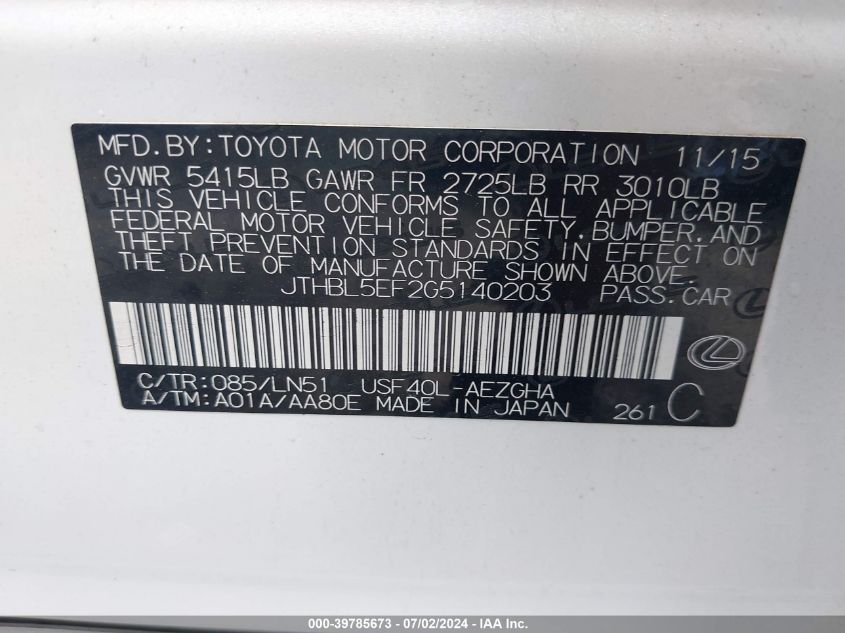 MFD.BY:TOYOTA MOTOR CORPORATION 11/15
GVWR 5415LB GAWR FR 2725LB RR 3010LB
THIS VEHICLE CONFORMS TO ALL APPLICABLE
FEDERAL MOTOR VEHICLE SAFETY,BUMPER,AND
THEFT PREVENTION STANDARDS IN EFFECT ON
THE DATE OF MANUFACTURE SHOWN ABOVE.
JTHBL5EF2G5140203 PASS.CAR
C/TR:085/LN51 USF40L-AEZGHA
A/TM:A01A/AA80E MADE IN JAPAN 261 C
000-39785673 - 07/02/2024 - IAA Inc.